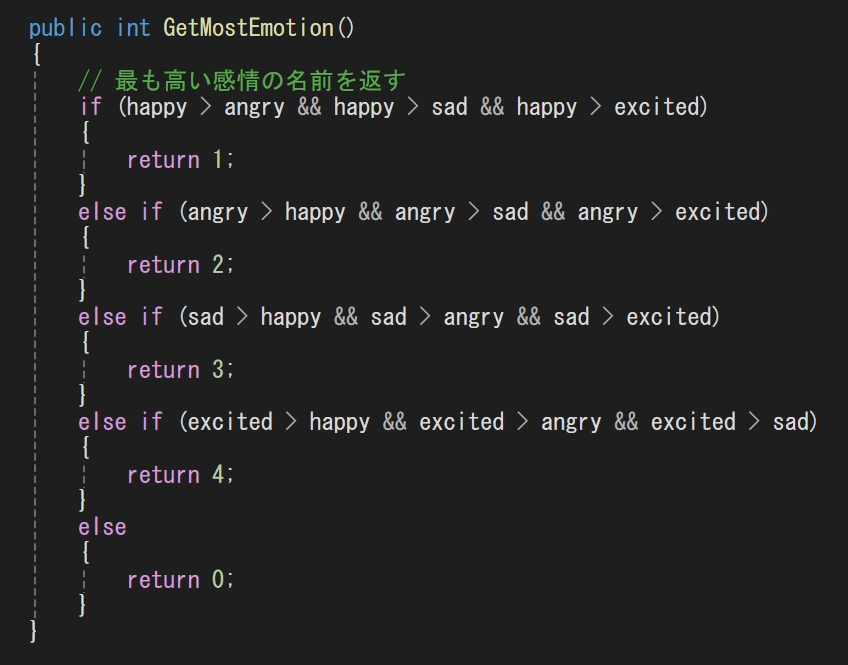 public int GetMostEmotion()
{
// 最も高い感情の名前を返す
if (happy > angry && happy > sad && happy > excited)
{
return 1;
}
else if (angry > happy && angry > sad && angry > excited)
{
return 2;
}
else if (sad > happy && sad > angry && sad > excited)
{
return 3;
}
else if (excited > happy && excited > angry && excited > sad)
{
return 4;
}
else
{
return 0;
}
}